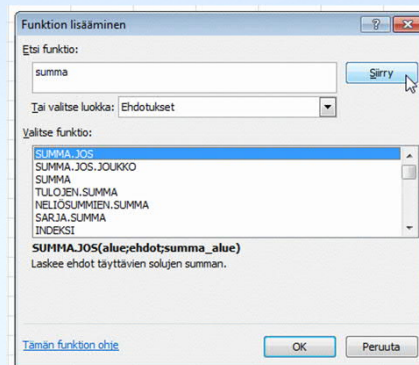 Funktion lisääminen
Etsi funktio:
summa
Siirry
Tai valitse luokka: Ehdotukset
Valitse funktio:
SUMMA.JOS
SUMMA.JOS.JOUKKO
SUMMA
TULOJEN.SUMMA
NELIÖSUMMIEN.SUMMA
SARJA.SUMMA
INDEKSI
SUMMA.JOS(alue;ehdot;summa_alue)
Laskee ehdot täyttävien solujen summan.
Tämän funktion ohje
OK
Peruuta